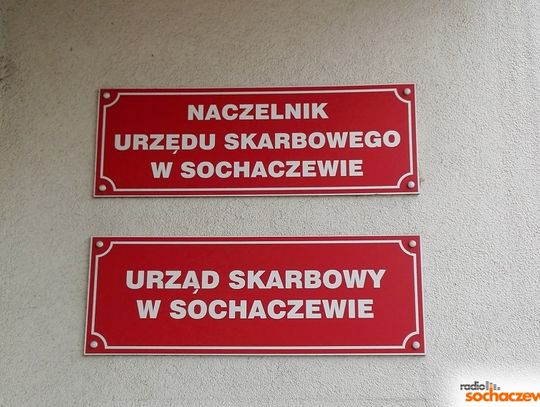 NACZELNIK
URZĘDU SKARBOWEGO
W SOCHACZEWIE
URZĄD SKARBOWY
W SOCHACZEWIE
radio
sochaczew